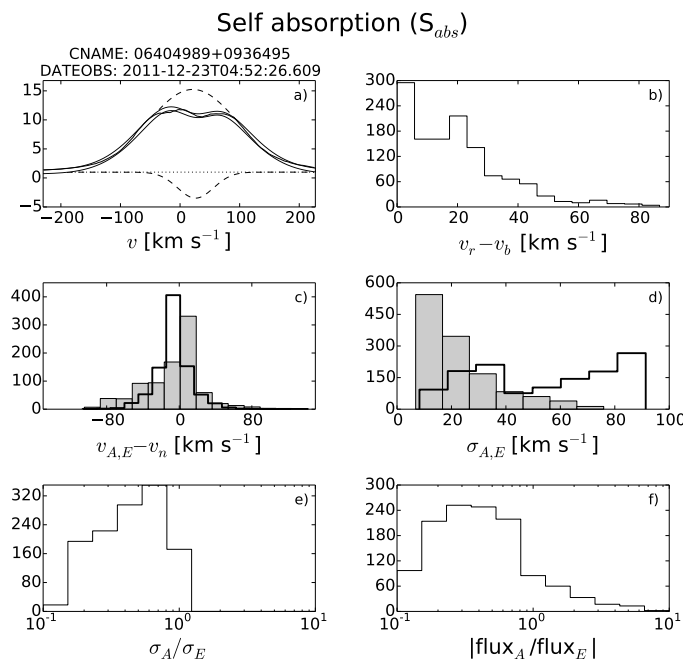 Self absorption (S_abs)
CNAME: 06404989+0936495
DATEOBS: 2011-12-23T04:52:26.609
a)
15
10
5
0
−5
−200 −100 0 100 200
v [km s⁻¹]
b)
300
240
180
120
60
0
0 20 40 60 80
v_r−v_b [km s⁻¹]
c)
400
300
200
100
0
−80 0 80
v_A,E−v_n [km s⁻¹]
d)
600
450
300
150
0
0 20 40 60 80 100
σ_A,E [km s⁻¹]
e)
320
240
160
80
0
10⁻¹ 10⁰ 10¹
σ_A/σ_E
f)
300
240
180
120
60
0
10⁻¹ 10⁰ 10¹
|flux_A/flux_E|